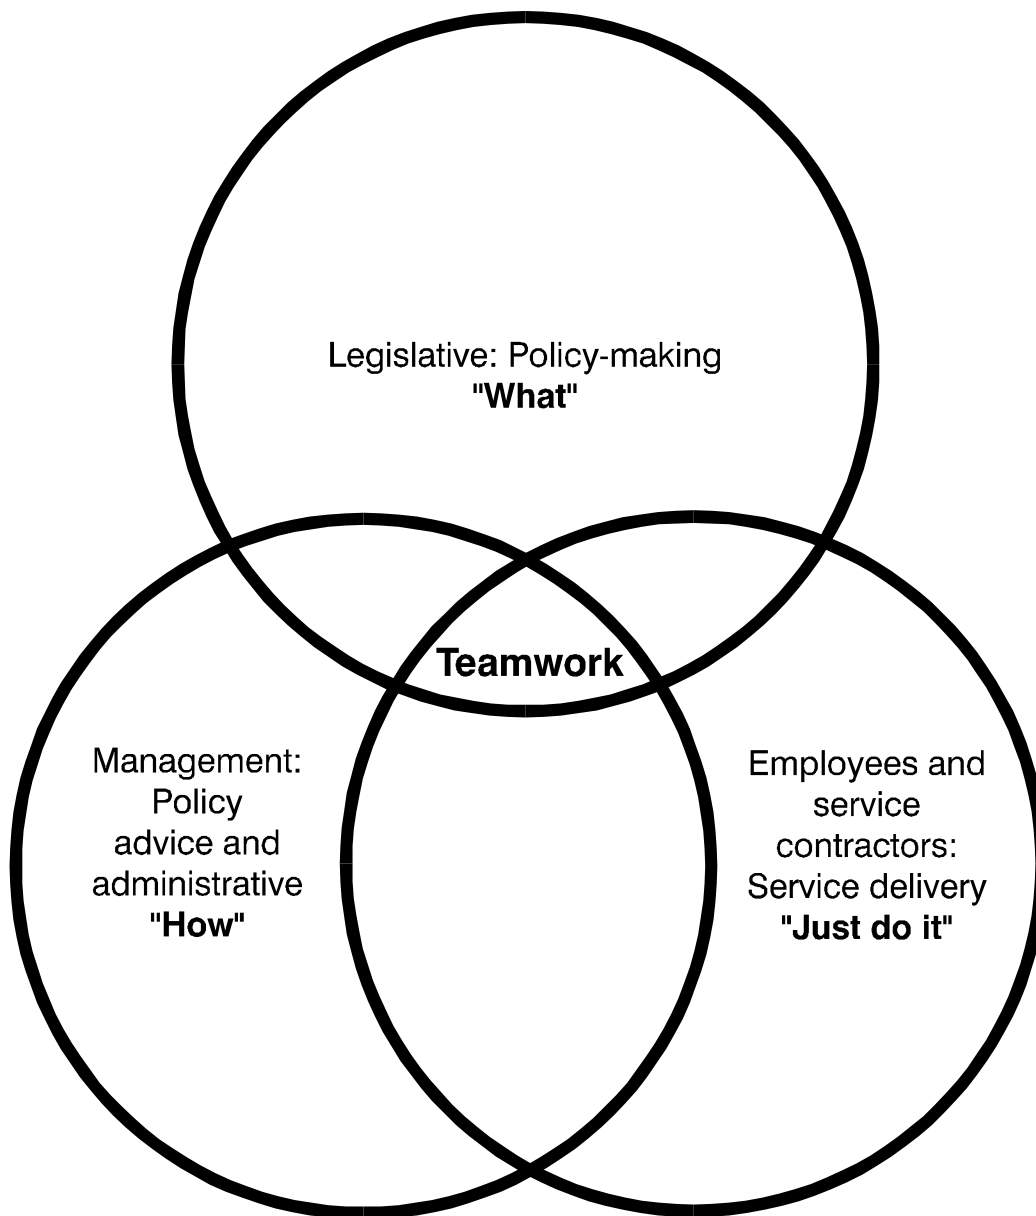 Legislative: Policy-making
"What"
Teamwork
Management:
Policy
advice and
administrative
"How"
Employees and
service
contractors:
Service delivery
"Just do it"